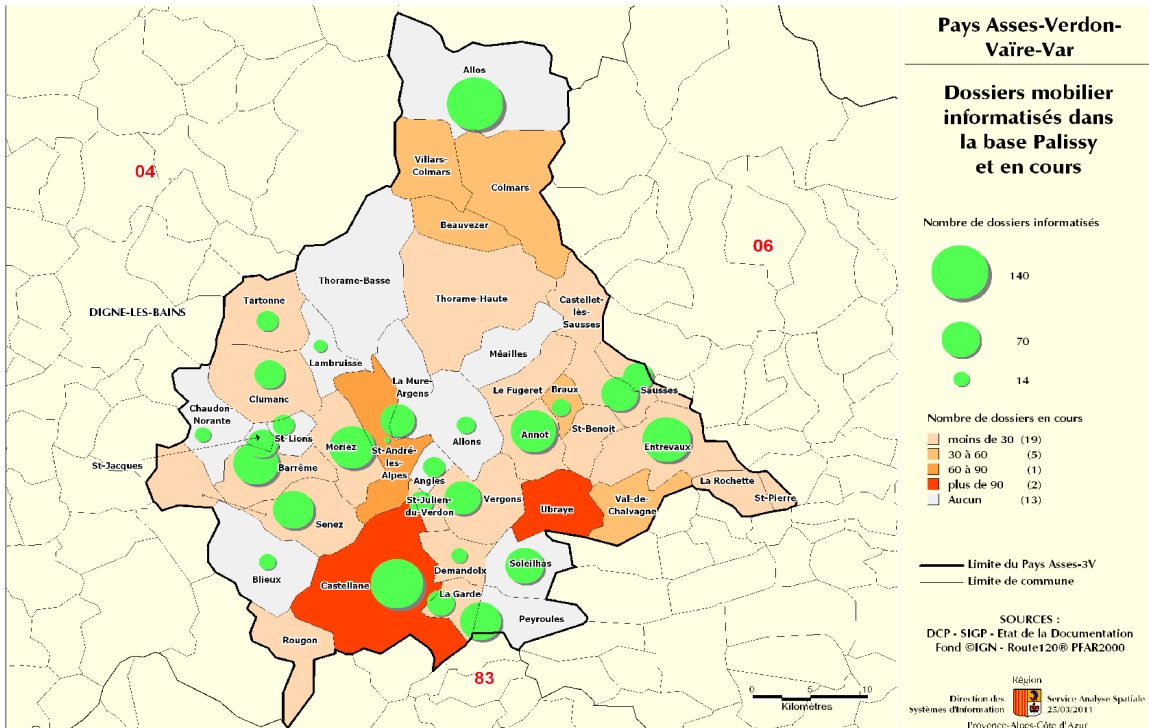 Pays Asses-Verdon-
Vaïre-Var
Dossiers mobilier
informatisés dans
la base Palissy
et en cours
Nombre de dossiers informatisés
140
70
14
Nombre de dossiers en cours
moins de 30 (19)
30 à 60 (5)
60 à 90 (1)
plus de 90 (2)
Aucun (13)
Limite du Pays Asses-3V
Limite de commune
SOURCES :
DCP - SIGP - Etat de la Documentation
Fond ©IGN - Route120® PFAR2000
Région
Direction des
Systèmes d'Information
Service Analyse Spatiale
25/03/2011
Provence-Alpes-Côte d'Azur
Allos
04
Villars-
Colmars
Colmars
Beauvezer
06
Thorame-Basse
Thorame-Haute
Castellet-
lès-
Sausses
Tartonne
DIGNE-LES-BAINS
Lambruisse
Méailles
La Mure-
Argens
Clumanc
Le Fugeret
Braux
Sausses
Chaudon-
Norante
St-Lions
Moriez
Allons
Annot
St-Benoit
Entrevaux
St-Jacques
Barrême
St-André-
les-
Alpes
Angles
La Rochette
St-Pierre
St-Julien-
du-Verdon
Vergons
Ubraye
Val-de-
Chalvagne
Senez
Blieux
Castellane
Demandolx
Soleilhas
La Garde
Peyroules
Rougon
83
0 5 10
Kilomètres